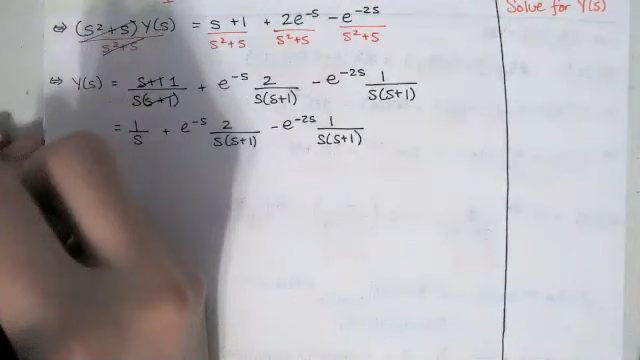 ⇔ (s²+s) Y(s) / s²+s = s+1 / s²+s + 2e^-s / s²+s - e^-2s / s²+s
Solve for Y(s)
⇔ Y(s) = s+1 / s(s+1) + e^-s 2 / s(s+1) - e^-2s 1 / s(s+1)
= 1/s + e^-s 2 / s(s+1) - e^-2s 1 / s(s+1)